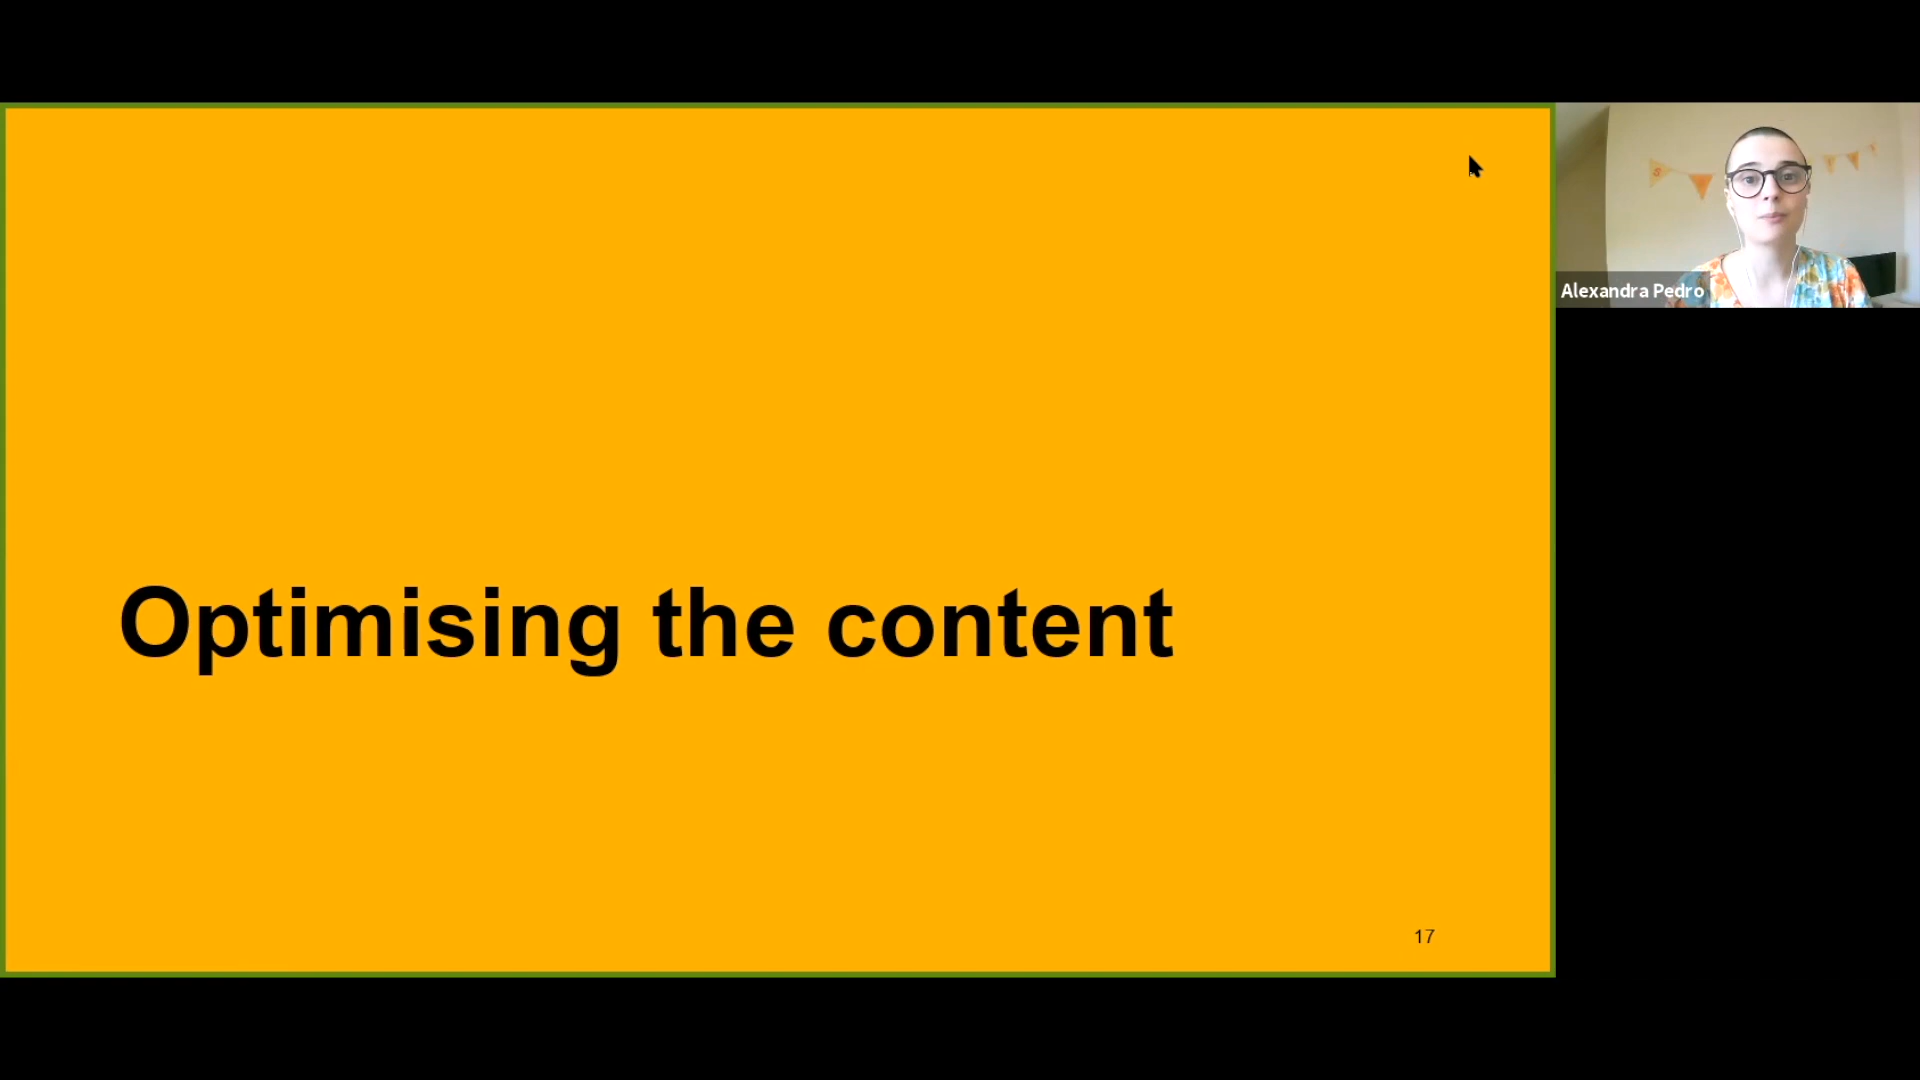 Optimising the content
17
Alexandra Pedro